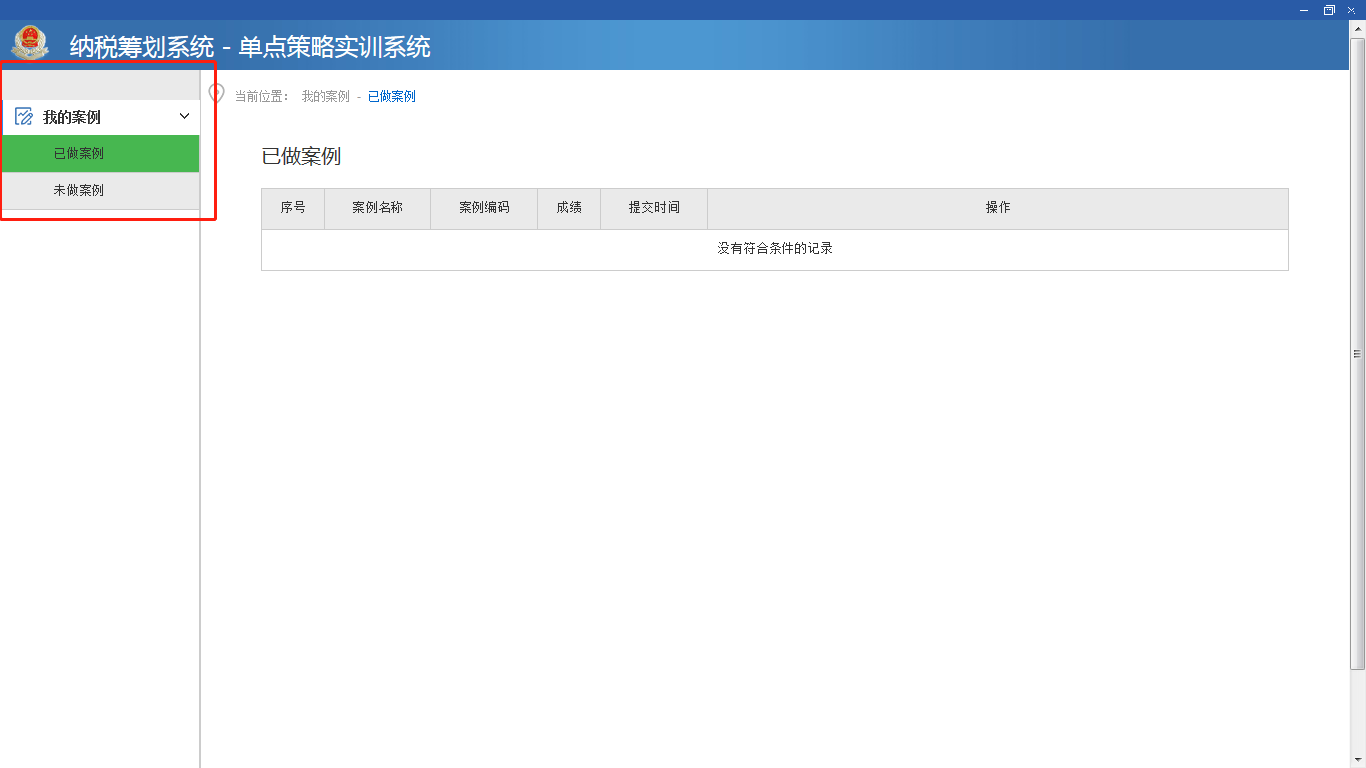 纳税筹划系统 - 单点策略实训系统
我的案例
已做案例
未做案例
当前位置： 我的案例 - 已做案例
已做案例
序号 案例名称 案例编码 成绩 提交时间 操作
没有符合条件的记录